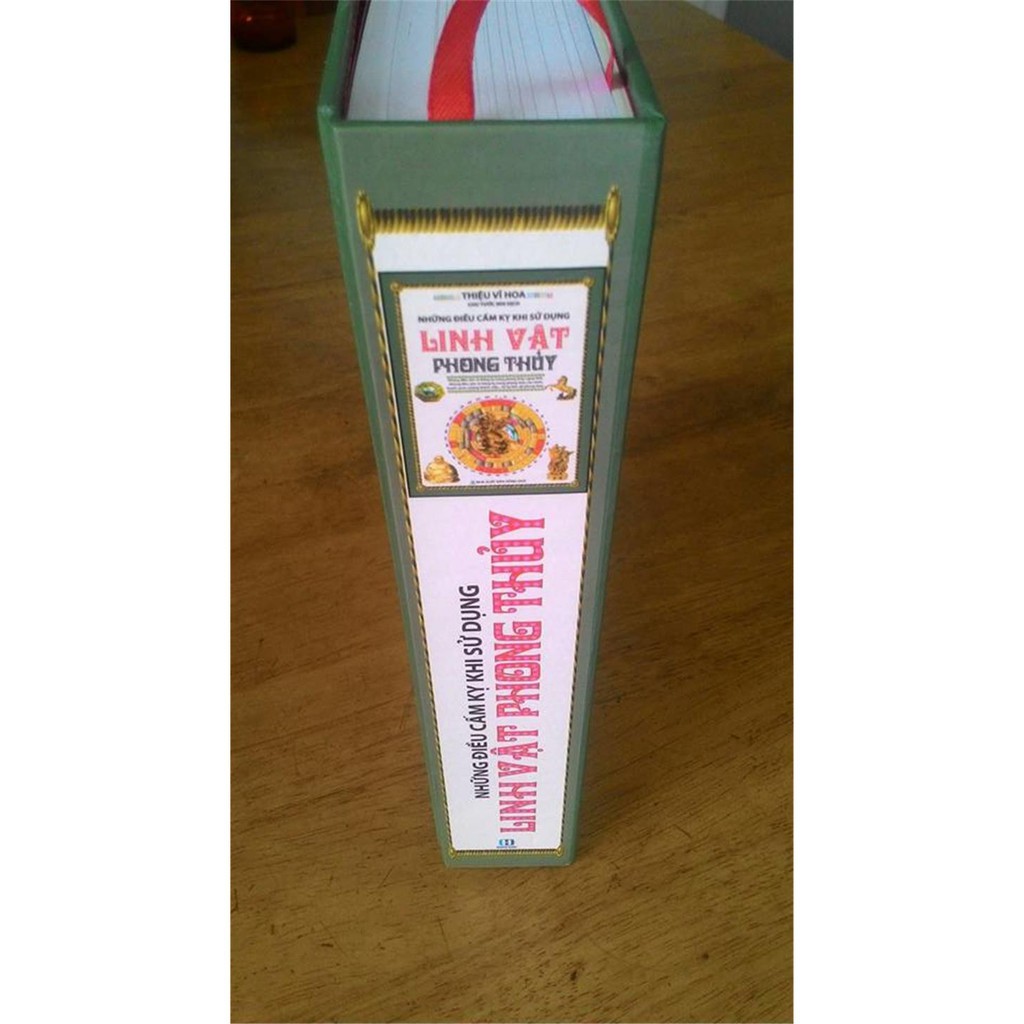 THIỆU VĨ HOA
NHỮNG ĐIỀU CẤM KỴ KHI SỬ DỤNG
LINH VẬT
PHONG THỦY
NHỮNG ĐIỀU CẤM KỴ KHI SỬ DỤNG
LINH VẬT PHONG THỦY